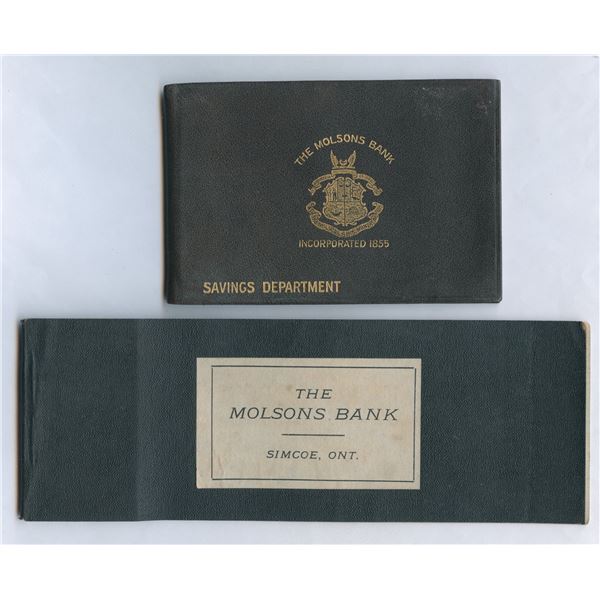 THE MOLSONS BANK
INCORPORATED 1855
SAVINGS DEPARTMENT
THE
MOLSONS BANK
SIMCOE, ONT.